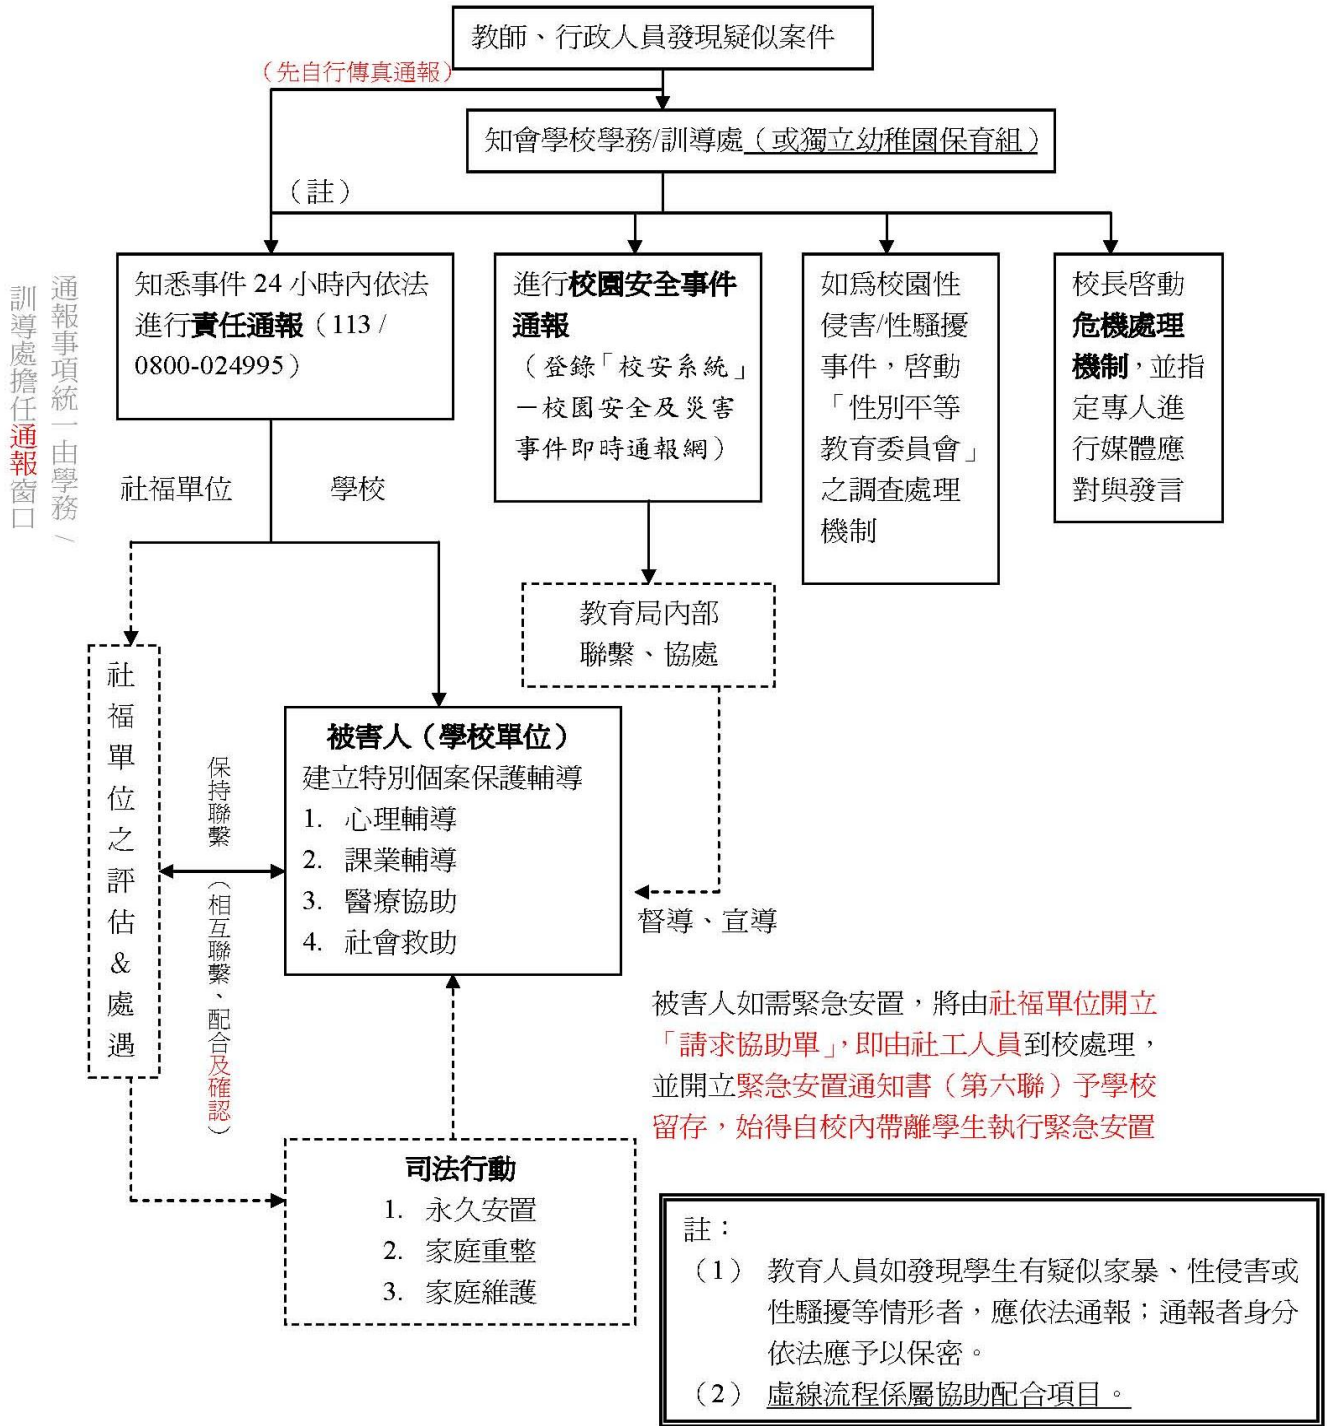 教師、行政人員發現疑似案件
（先自行傳真通報）
知會學校學務/訓導處（或獨立幼稚園保育組）
（註）
知悉事件 24 小時內依法
進行責任通報（113 /
0800-024995）
進行校園安全事件
通報
（登錄「校安系統」
－校園安全及災害
事件即時通報網）
如為校園性
侵害/性騷擾
事件，啟動
「性別平等
教育委員會」
之調查處理
機制
校長啟動
危機處理
機制，並指
定專人進
行媒體應
對與發言
通報事項統一由學務 /
訓導處擔任通報窗口
社福單位
學校
教育局內部
聯繫、協處
社福單位之評估&處遇
保持聯繫（相互聯繫、配合及確認）
被害人（學校單位）
建立特別個案保護輔導
1. 心理輔導
2. 課業輔導
3. 醫療協助
4. 社會救助
督導、宣導
被害人如需緊急安置，將由社福單位開立
「請求協助單」，即由社工人員到校處理，
並開立緊急安置通知書（第六聯）予學校
留存，始得自校內帶離學生執行緊急安置
司法行動
1. 永久安置
2. 家庭重整
3. 家庭維護
註：
（1） 教育人員如發現學生有疑似家暴、性侵害或
性騷擾等情形者，應依法通報；通報者身分
依法應予以保密。
（2） 虛線流程係屬協助配合項目。